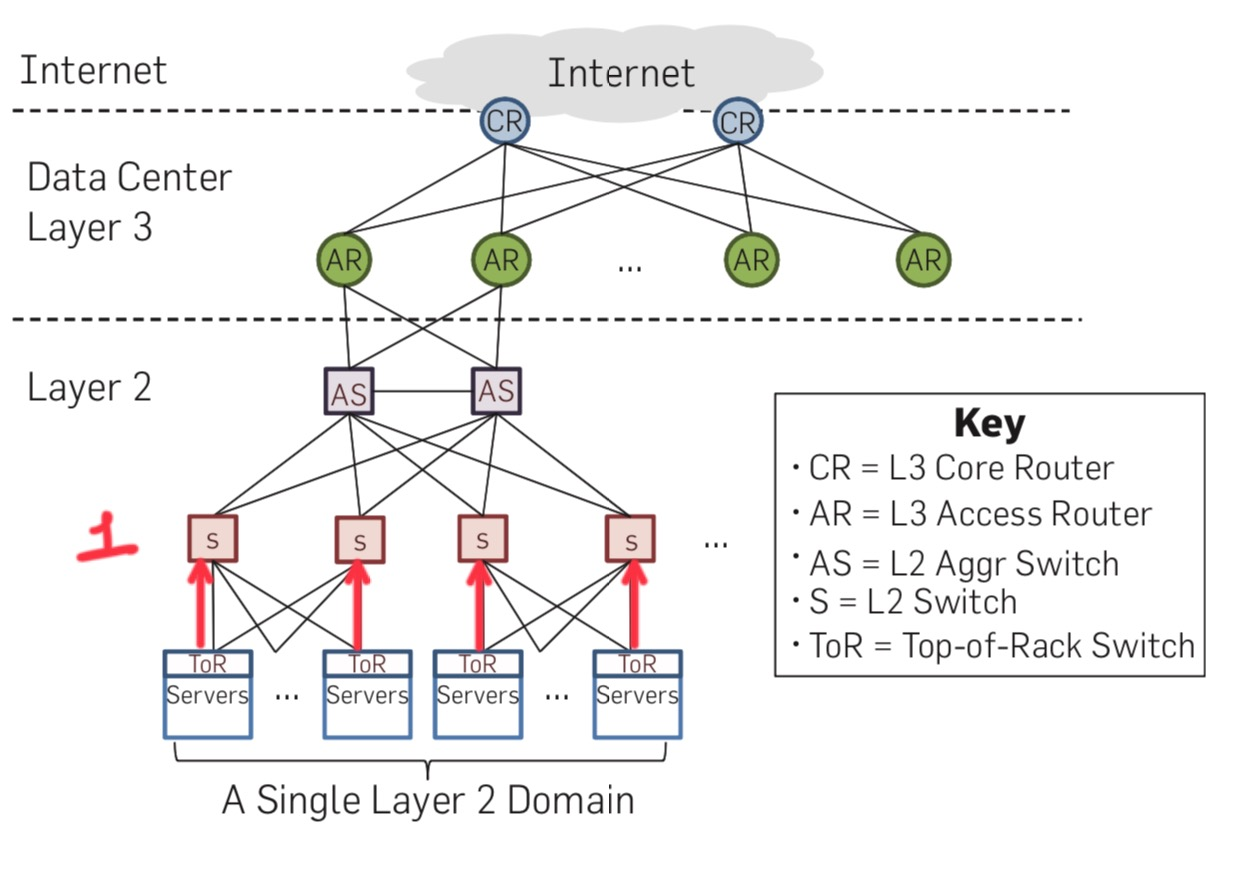 Internet
Internet
CR
CR
Data Center
Layer 3
AR
AR
...
AR
AR
Layer 2
AS
AS
Key
• CR = L3 Core Router
• AR = L3 Access Router
• AS = L2 Aggr Switch
• S = L2 Switch
• ToR = Top-of-Rack Switch
1
s
s
s
s
...
ToR
ToR
ToR
ToR
Servers
...
Servers
Servers
...
Servers
A Single Layer 2 Domain